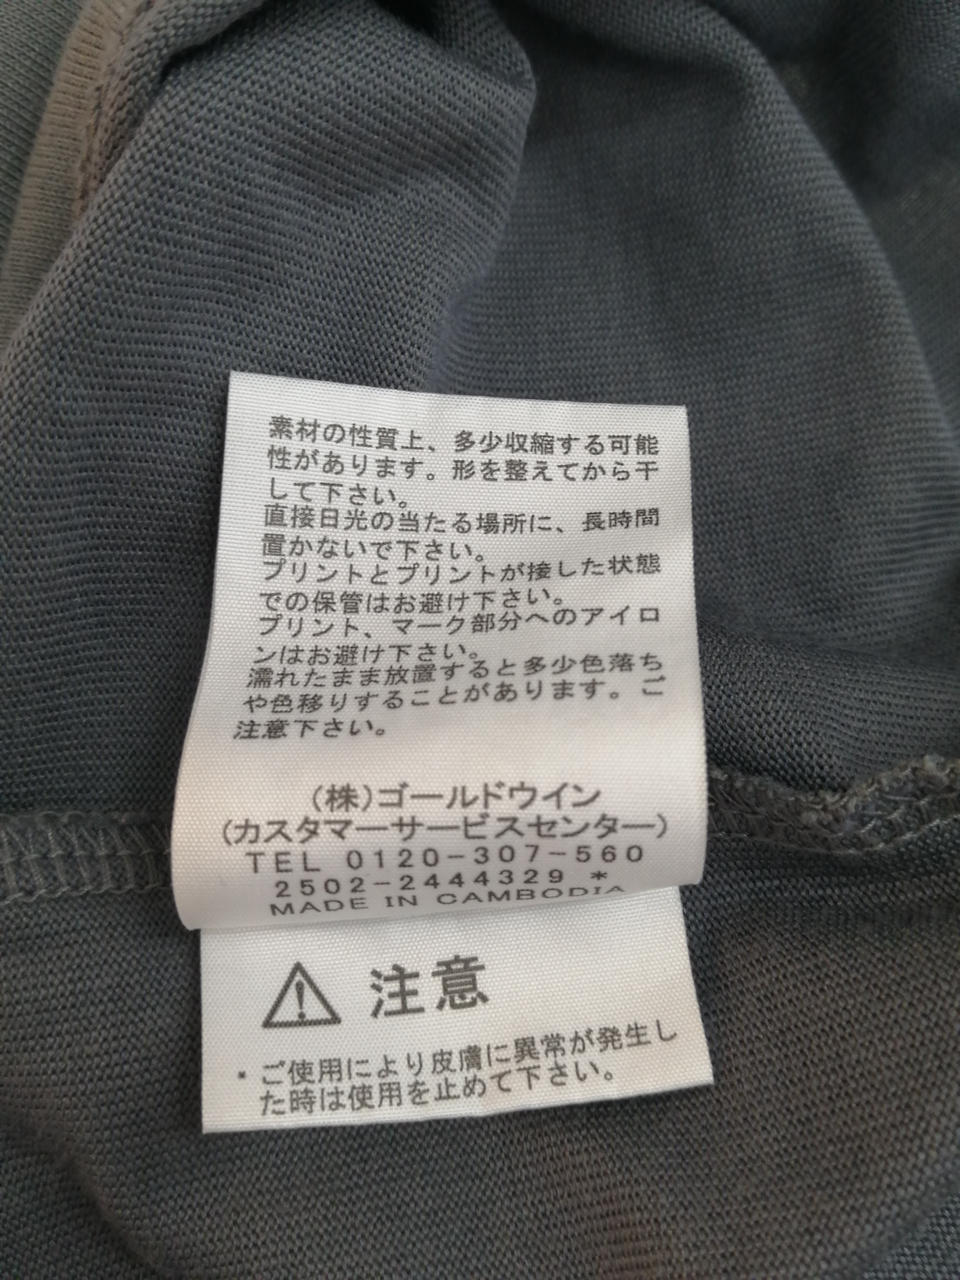 素材の性質上、多少収縮する可能
性があります。形を整えてから干
して下さい。
直接日光の当たる場所に、長時間
置かないで下さい。
プリントとプリントが接した状態
での保管はお避け下さい。
プリント、マーク部分へのアイロ
ンはお避け下さい。
濡れたまま放置すると多少色落ち
や色移りすることがあります。ご
注意下さい。
(株)ゴールドウイン
(カスタマーサービスセンター)
TEL 0120-307-560
2502-2444329 *
MADE IN CAMBODIA
注意
・ご使用により皮膚に異常が発生し
た時は使用を止めて下さい。